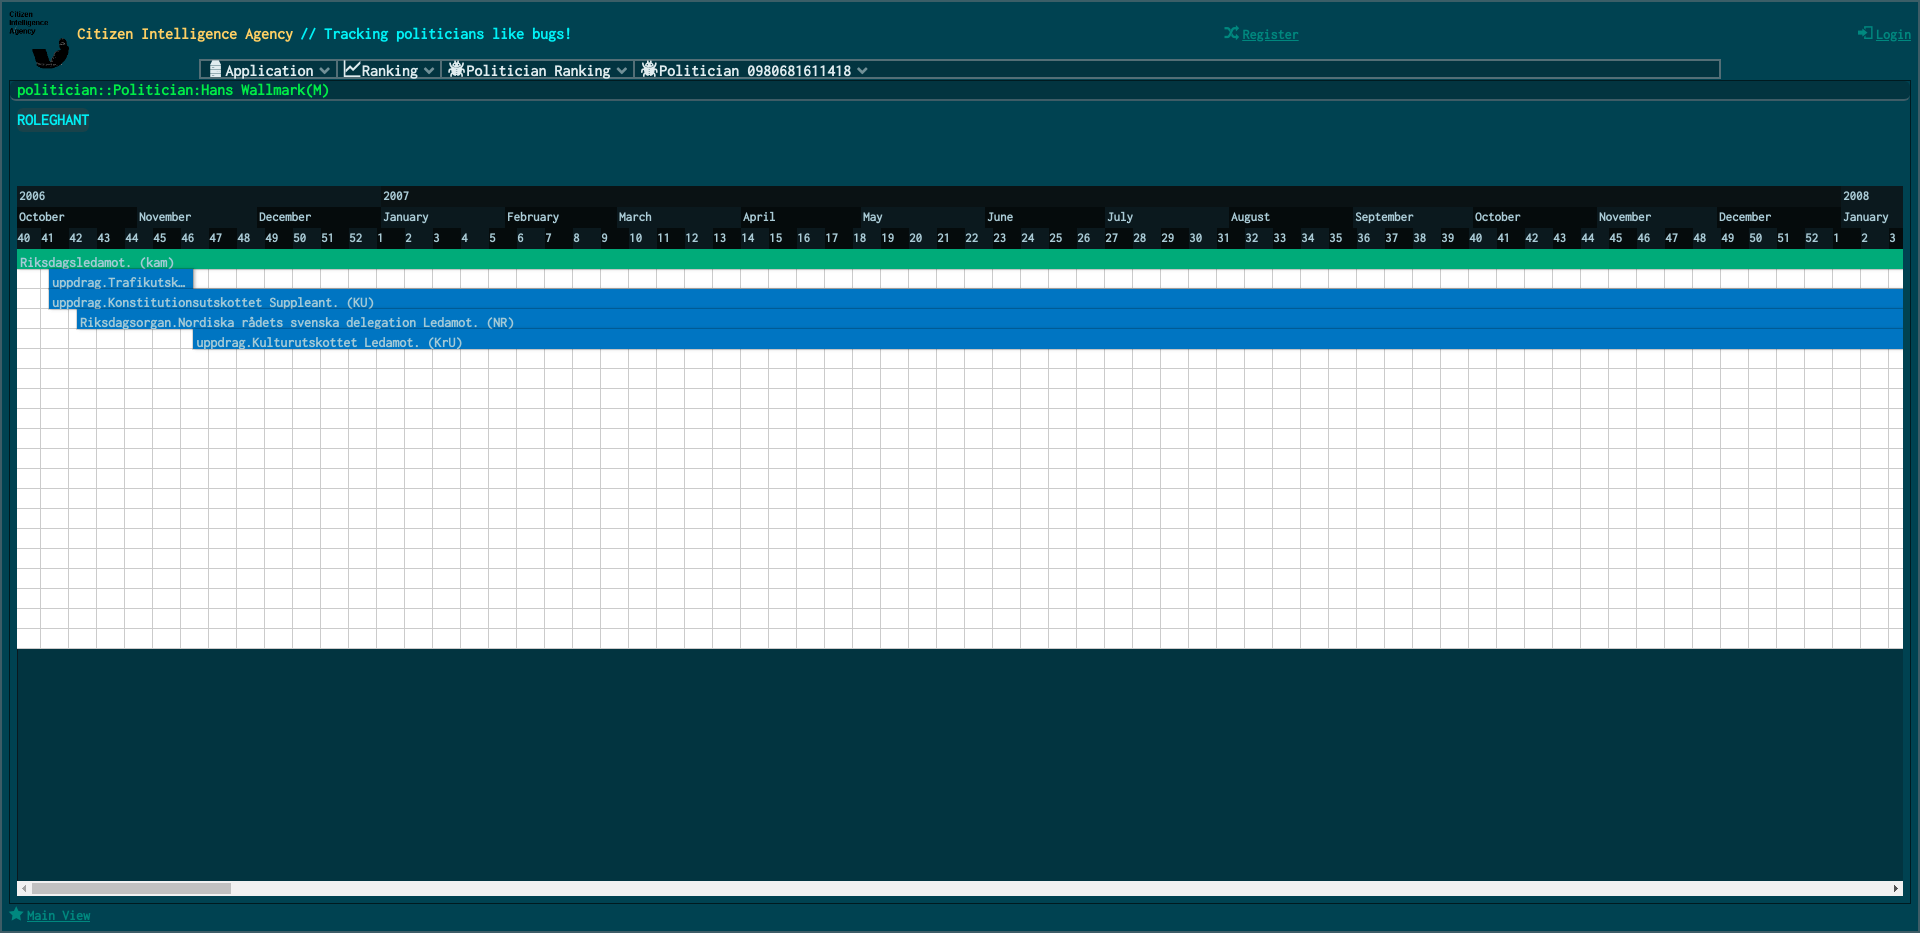 Citizen
Intelligence
Agency
Citizen Intelligence Agency // Tracking politicians like bugs!
Register
Login
Application
Ranking
Politician Ranking
Politician 0980681611418
politician::Politician:Hans Wallmark(M)
ROLEGHANT
2006 2007 2008
October November December January February March April May June July August September October November December January
40 41 42 43 44 45 46 47 48 49 50 51 52 1 2 3 4 5 6 7 8 9 10 11 12 13 14 15 16 17 18 19 20 21 22 23 24 25 26 27 28 29 30 31 32 33 34 35 36 37 38 39 40 41 42 43 44 45 46 47 48 49 50 51 52 1 2 3
Riksdagsledamot. (kam)
uppdrag.Trafikutsk…
uppdrag.Konstitutionsutskottet Suppleant. (KU)
Riksdagsorgan.Nordiska rådets svenska delegation Ledamot. (NR)
uppdrag.Kulturutskottet Ledamot. (KrU)
Main View